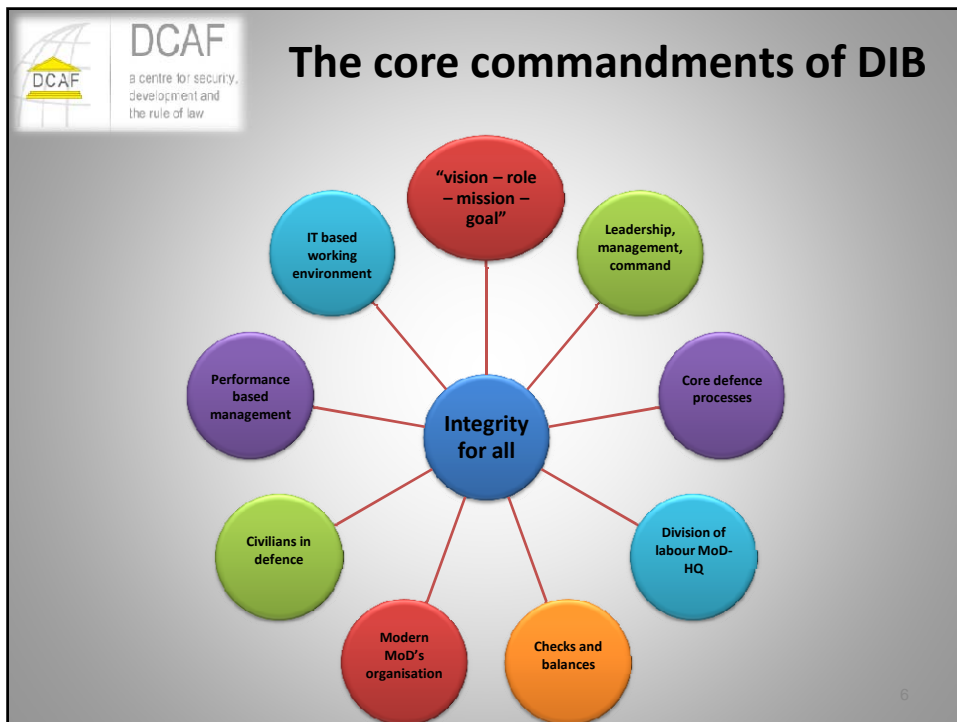 DCAF
DCAF
a centre for security,
development and
the rule of law
The core commandments of DIB
“vision – role
– mission –
goal”
Leadership,
management,
command
Core defence
processes
Division of
labour MoD-
HQ
Checks and
balances
Modern
MoD's
organisation
Civilians in
defence
Performance
based
management
IT based
working
environment
Integrity
for all
6